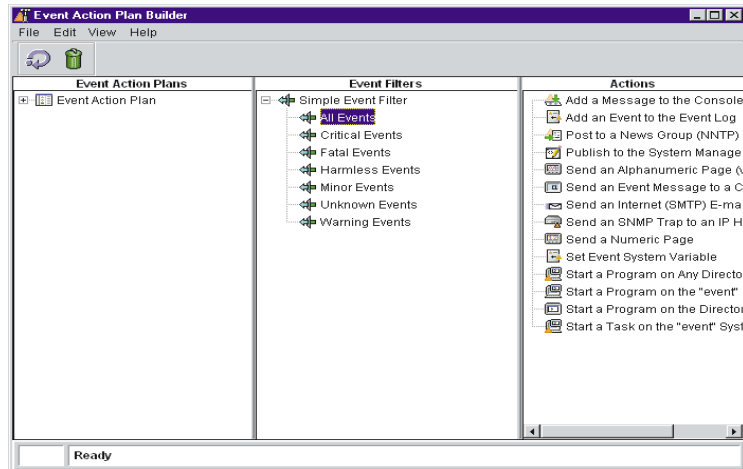 Event Action Plan Builder
File Edit View Help
Event Action Plans
Event Action Plan
Event Filters
Simple Event Filter
All Events
Critical Events
Fatal Events
Harmless Events
Minor Events
Unknown Events
Warning Events
Actions
Add a Message to the Console
Add an Event to the Event Log
Post to a News Group (NNTP)
Publish to the System Manage
Send an Alphanumeric Page (v
Send an Event Message to a C
Send an Internet (SMTP) E-ma
Send an SNMP Trap to an IP H
Send a Numeric Page
Set Event System Variable
Start a Program on Any Directo
Start a Program on the "event"
Start a Program on the Director
Start a Task on the "event" Syst
Ready